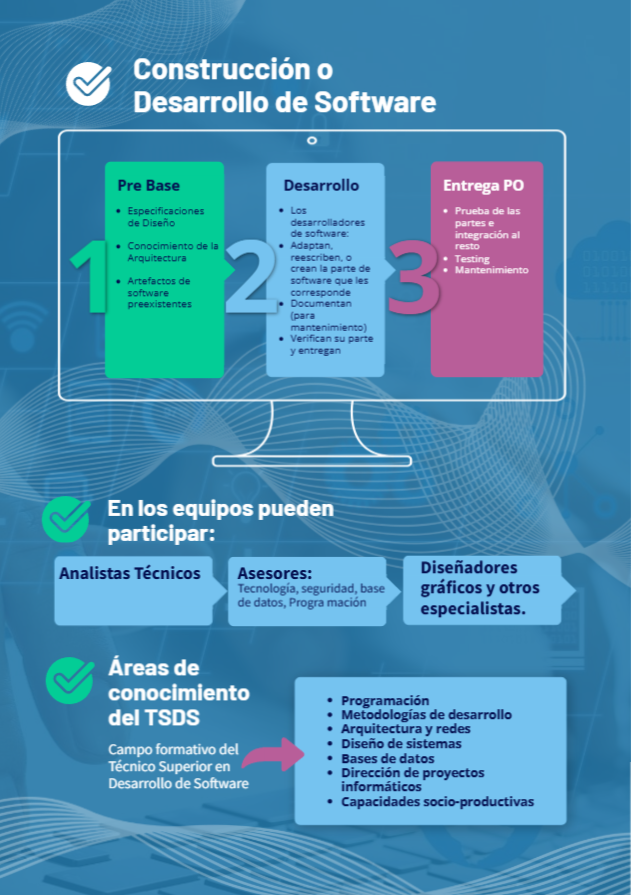 Construcción o
Desarrollo de Software
1
Pre Base
• Especificaciones
de Diseño
• Conocimiento de la
Arquitectura
• Artefactos de
software
preexistentes
2
Desarrollo
• Los
desarrolladores
de software:
• Adaptan,
reescriben, o
crean la parte de
software que les
corresponde
• Documentan
(para
mantenimiento)
• Verifican su parte
y entregan
3
Entrega PO
• Prueba de las
partes e
integración al
resto
• Testing
• Mantenimiento
En los equipos pueden
participar:
Analistas Técnicos
Asesores:
Tecnología, seguridad, base
de datos, Progra mación
Diseñadores
gráficos y otros
especialistas.
Áreas de
conocimiento
del TSDS
Campo formativo del
Técnico Superior en
Desarrollo de Software
• Programación
• Metodologías de desarrollo
• Arquitectura y redes
• Diseño de sistemas
• Bases de datos
• Dirección de proyectos
informáticos
• Capacidades socio-productivas